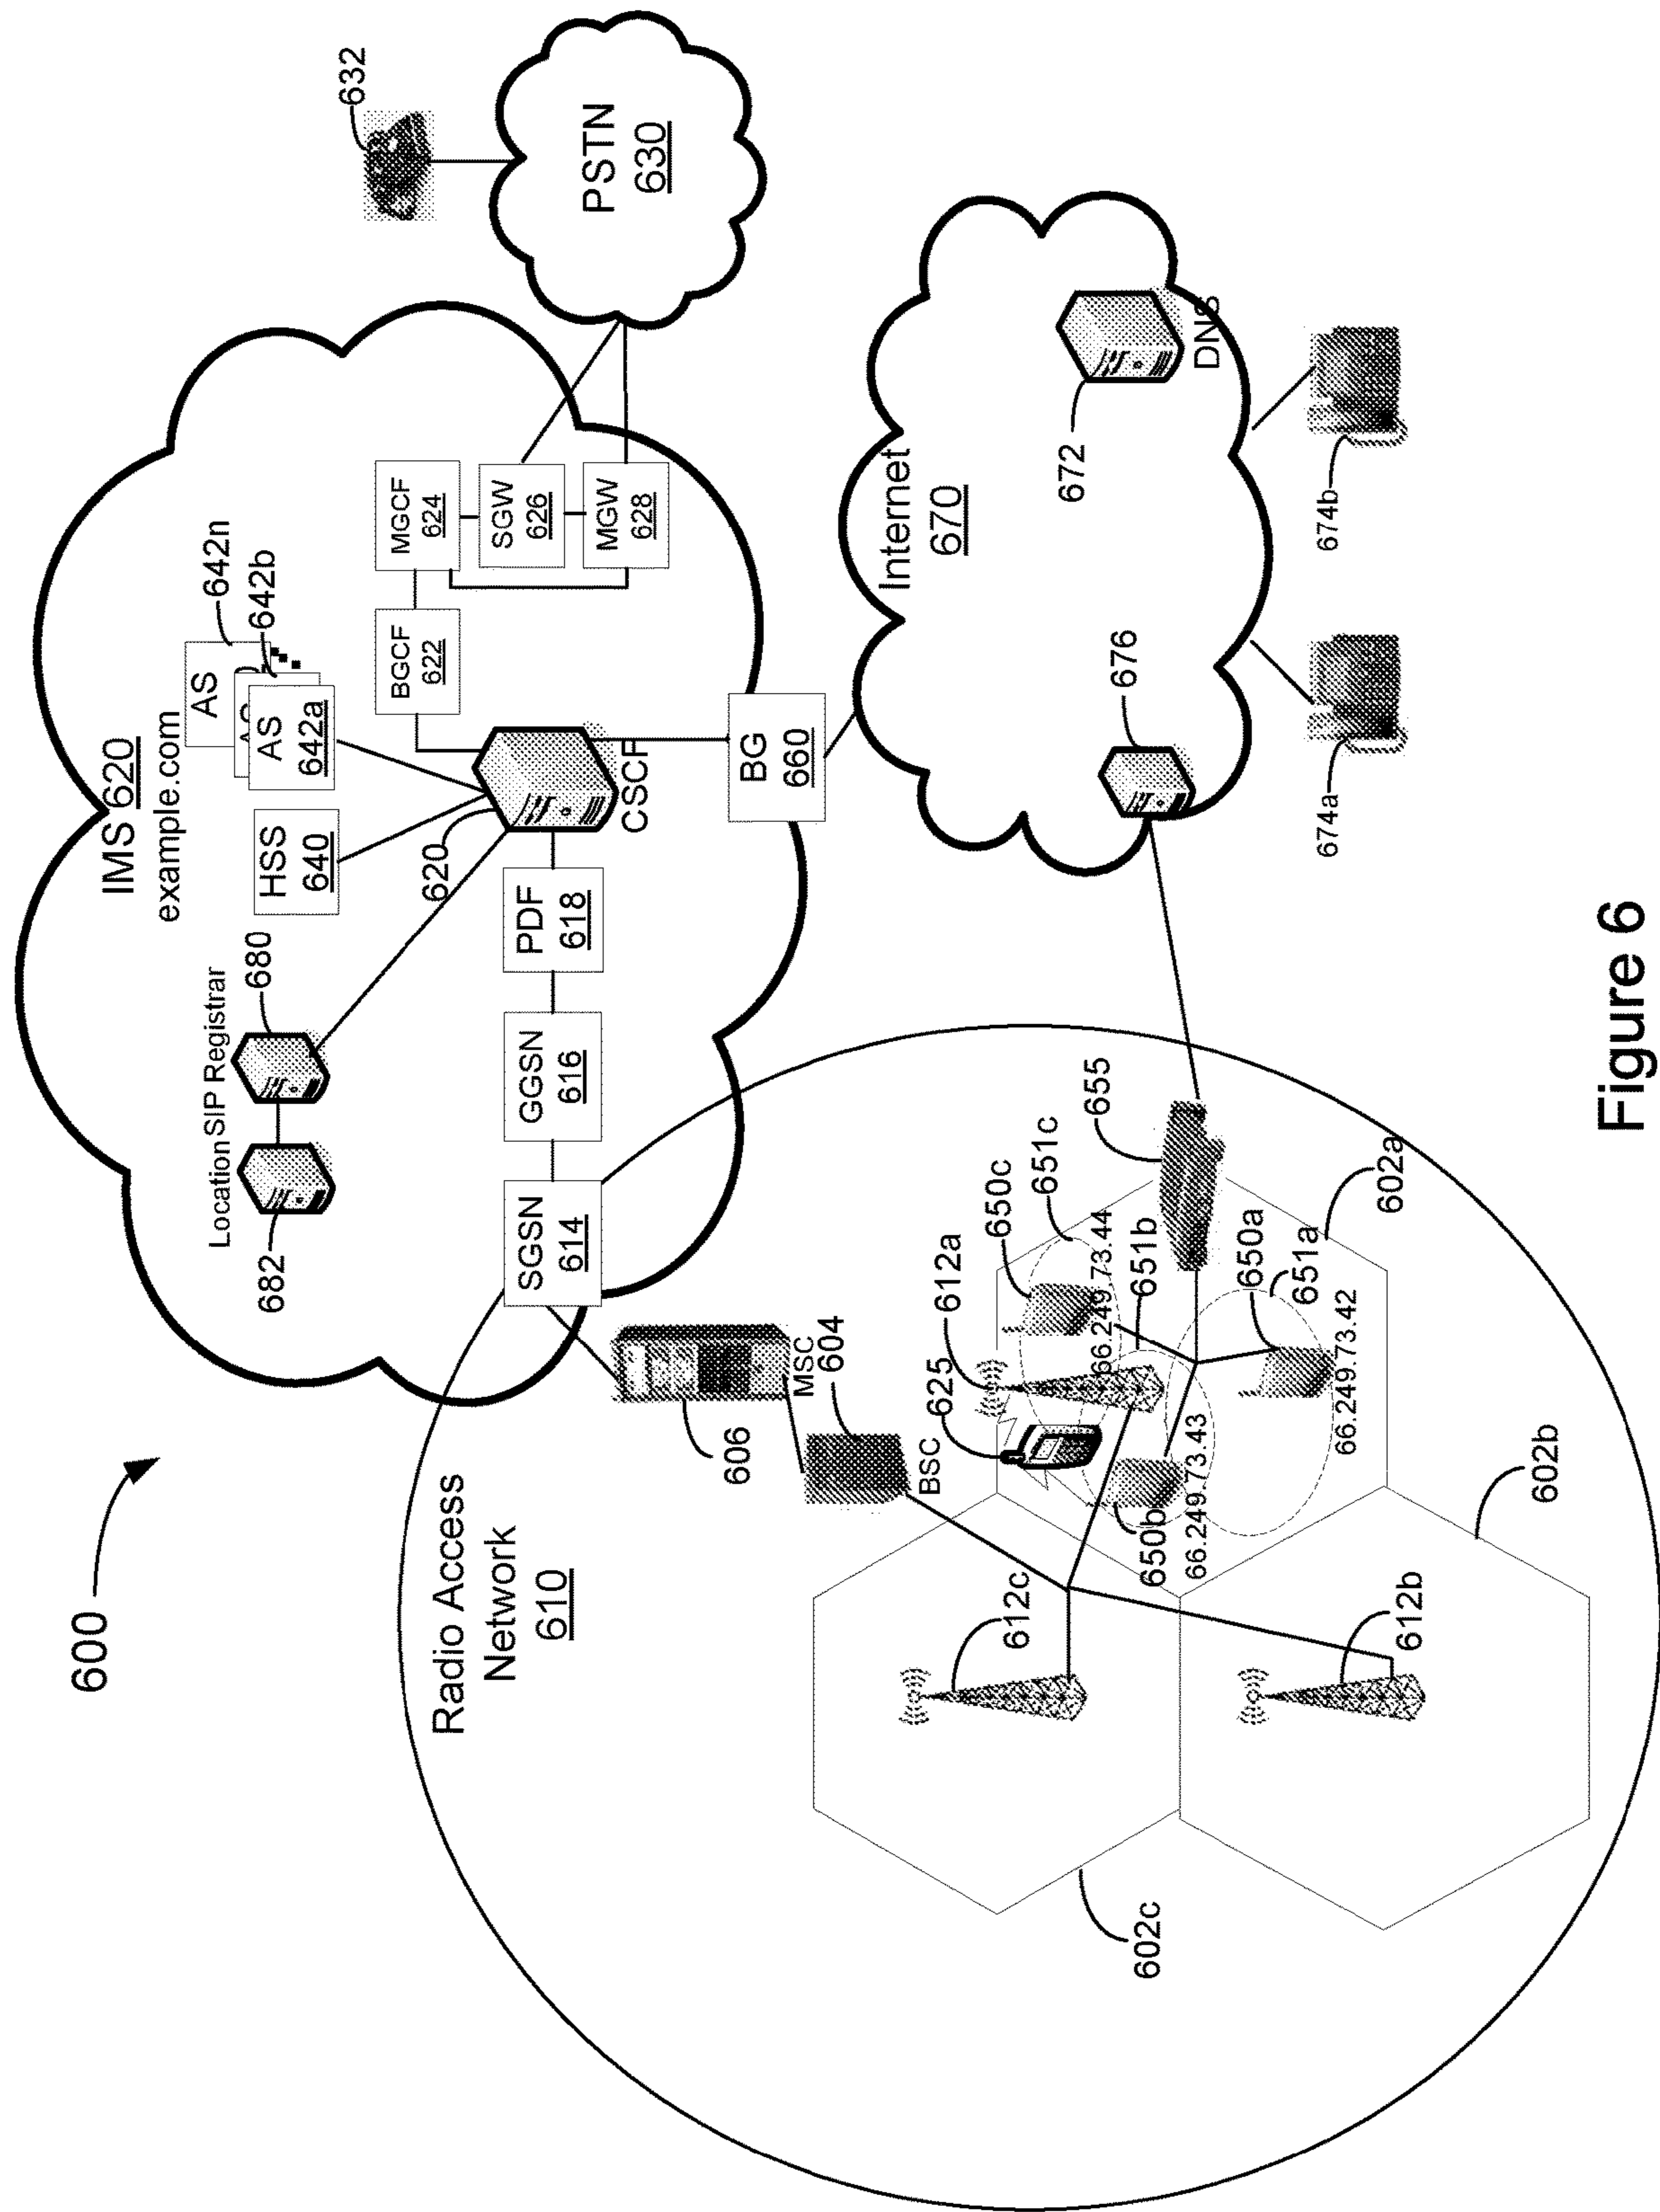 600
IMS 620
example.com
Location
SIP Registrar
682
680
HSS
640
AS
642n
642b
AS
642a
620
CSCF
BGCF
622
MGCF
624
SGW
626
MGW
628
632
PSTN
630
SGSN
614
GGSN
616
PDF
618
BG
660
Radio Access
Network
610
606
MSC
604
BSC
612c
612b
612a
625
650c
651c
66.249.73.44
651b
655
650b
66.249.73.43
650a
651a
66.249.73.42
602a
602b
602c
Internet
670
676
672
DNS
674a
674b
Figure 6